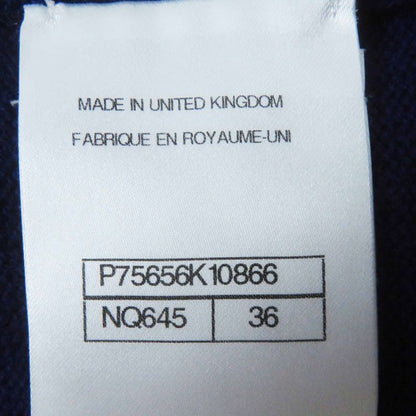 MADE IN UNITED KINGDOM
FABRIQUE EN ROYAUME-UNI
P75656K10866
NQ645 36